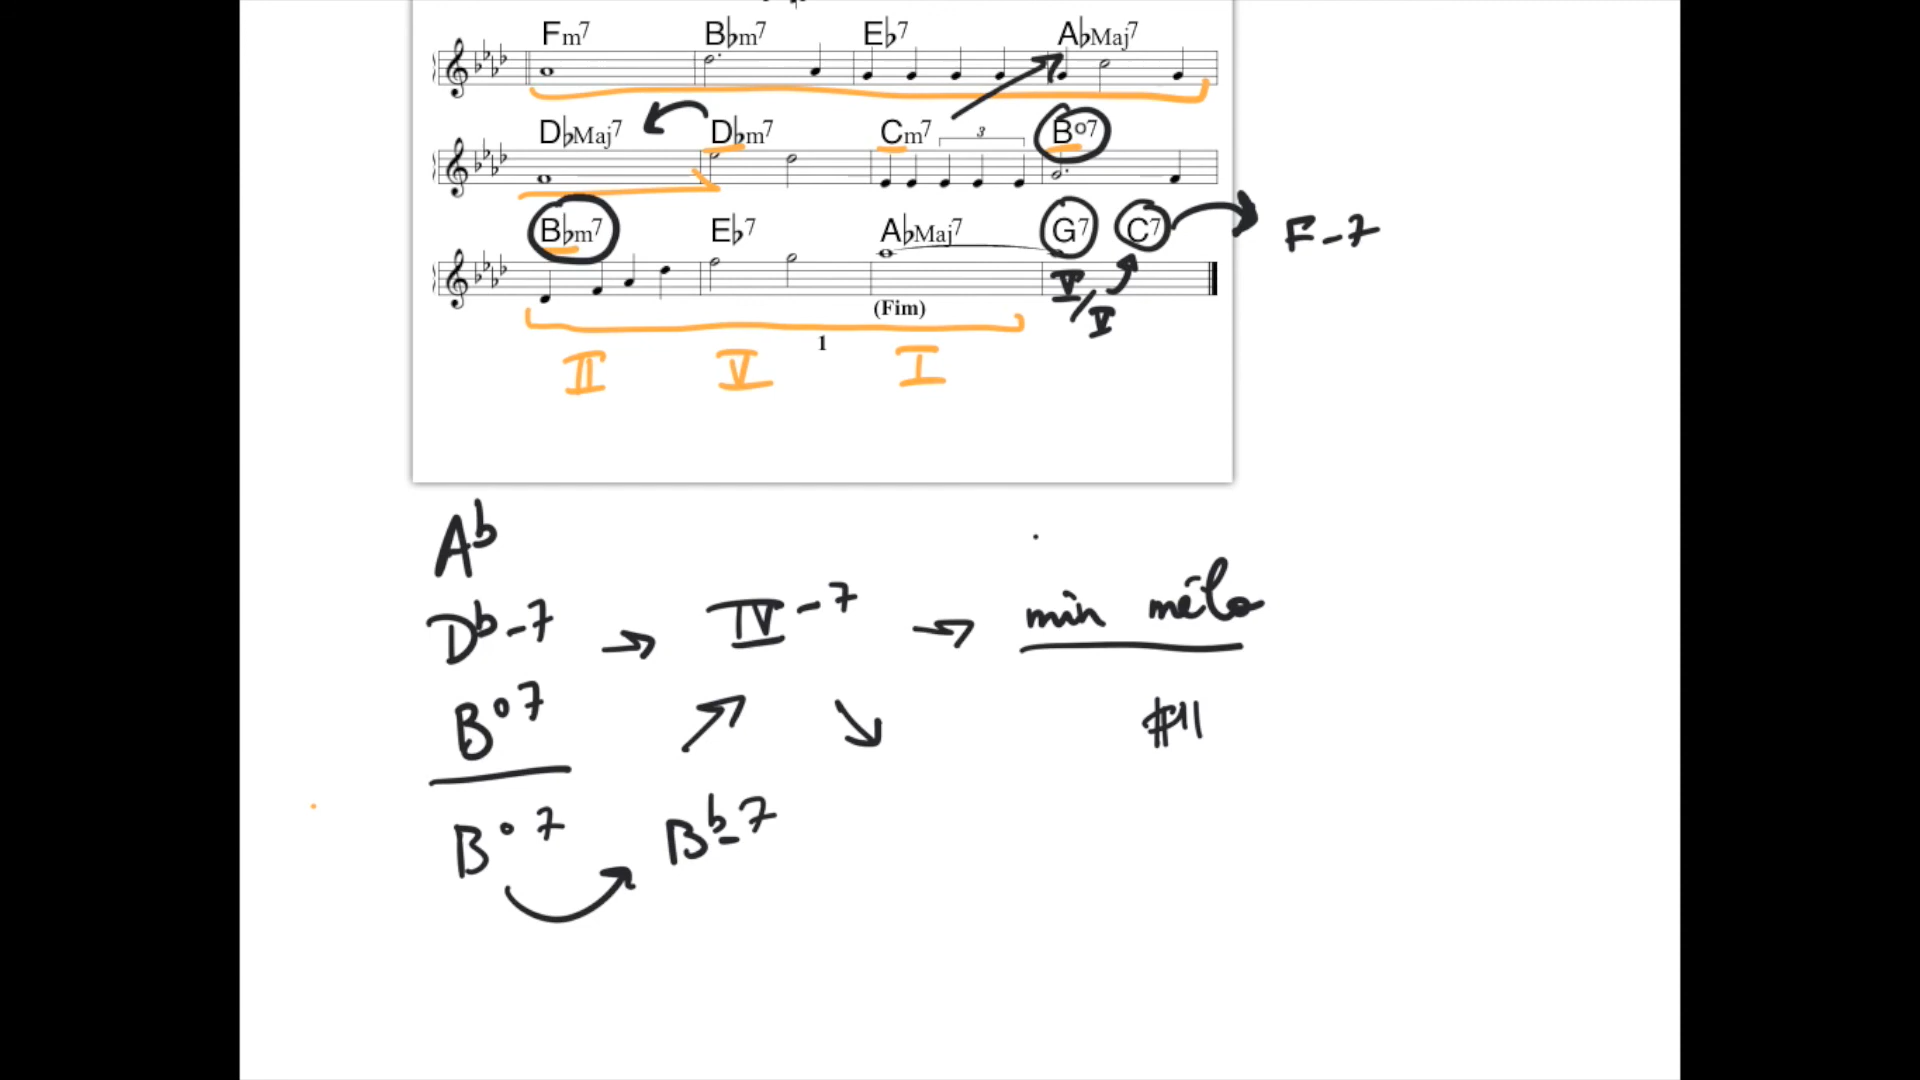 Fm7 B♭m7 E♭7 A♭Maj7
D♭Maj7 D♭m7 Cm7 3 B°7
B♭m7 E♭7 A♭Maj7 G7 C7 F-7
V/V
(Fim)
1
II V I
A♭
D♭-7 → IV-7 → min mélo
B°7 #11
B°7 B♭-7